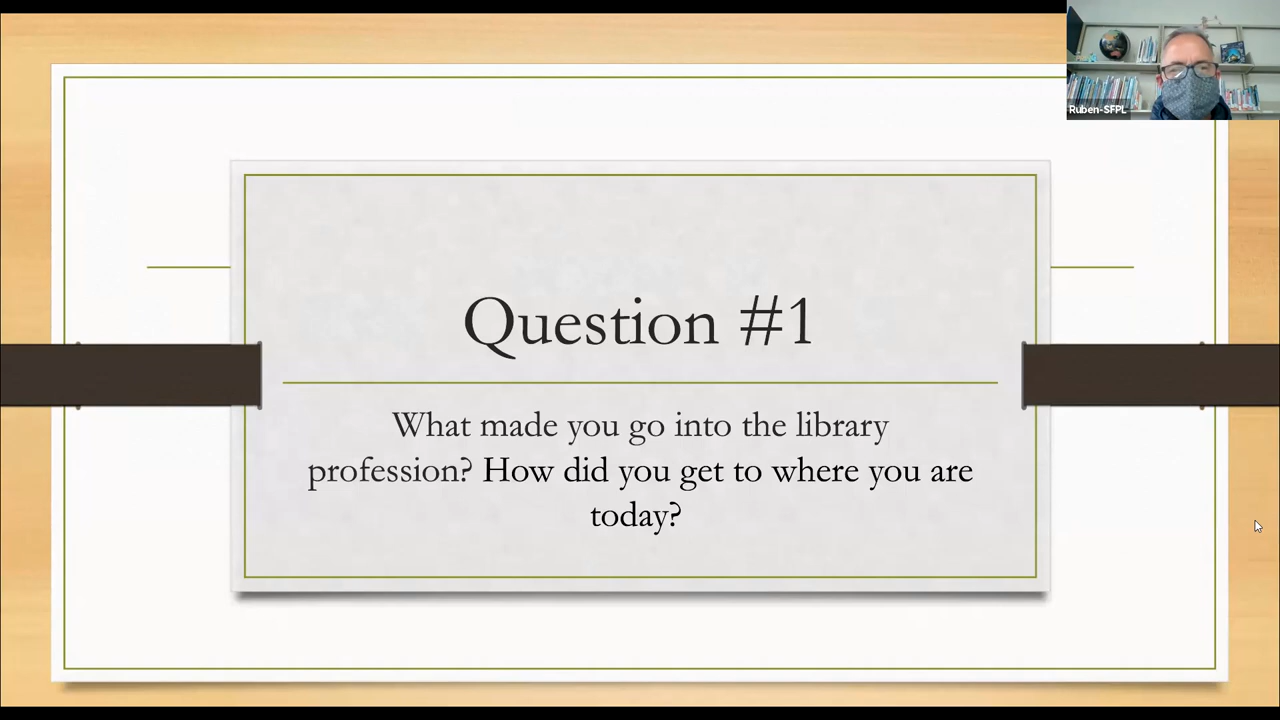 Ruben-SFPL
Question #1
What made you go into the library
profession? How did you get to where you are
today?